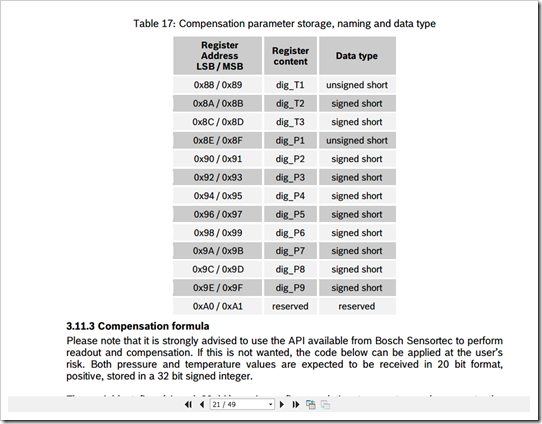 Table 17: Compensation parameter storage, naming and data type
Register Address LSB / MSB Register content Data type
0x88 / 0x89 dig_T1 unsigned short
0x8A / 0x8B dig_T2 signed short
0x8C / 0x8D dig_T3 signed short
0x8E / 0x8F dig_P1 unsigned short
0x90 / 0x91 dig_P2 signed short
0x92 / 0x93 dig_P3 signed short
0x94 / 0x95 dig_P4 signed short
0x96 / 0x97 dig_P5 signed short
0x98 / 0x99 dig_P6 signed short
0x9A / 0x9B dig_P7 signed short
0x9C / 0x9D dig_P8 signed short
0x9E / 0x9F dig_P9 signed short
0xA0 / 0xA1 reserved reserved
3.11.3 Compensation formula
Please note that it is strongly advised to use the API available from Bosch Sensortec to perform
readout and compensation. If this is not wanted, the code below can be applied at the user's
risk. Both pressure and temperature values are expected to be received in 20 bit format,
positive, stored in a 32 bit signed integer.
21 / 49